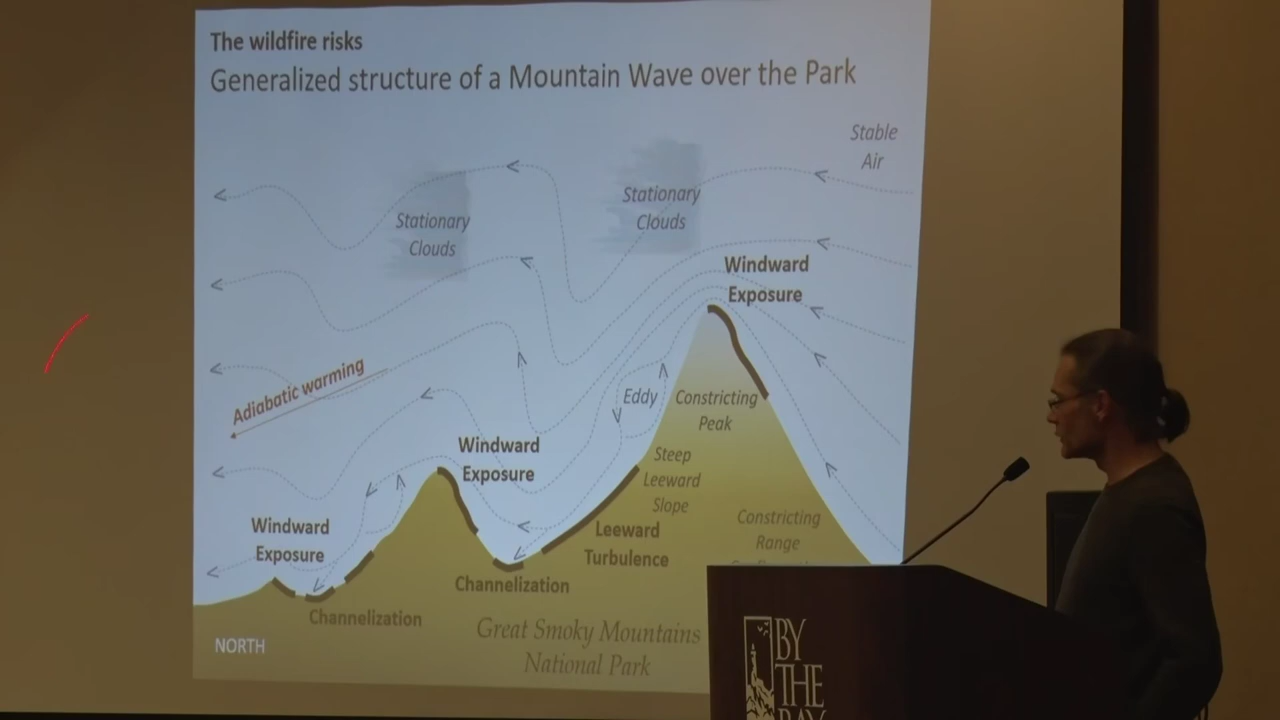 The wildfire risks
Generalized structure of a Mountain Wave over the Park
Stable
Air
Stationary
Clouds
Stationary
Clouds
Windward
Exposure
Adiabatic warming
Eddy
Constricting
Peak
Windward
Exposure
Steep
Leeward
Slope
Windward
Exposure
Leeward
Turbulence
Constricting
Range
Channelization
Channelization
Great Smoky Mountains
National Park
NORTH
BY
THE
BAY